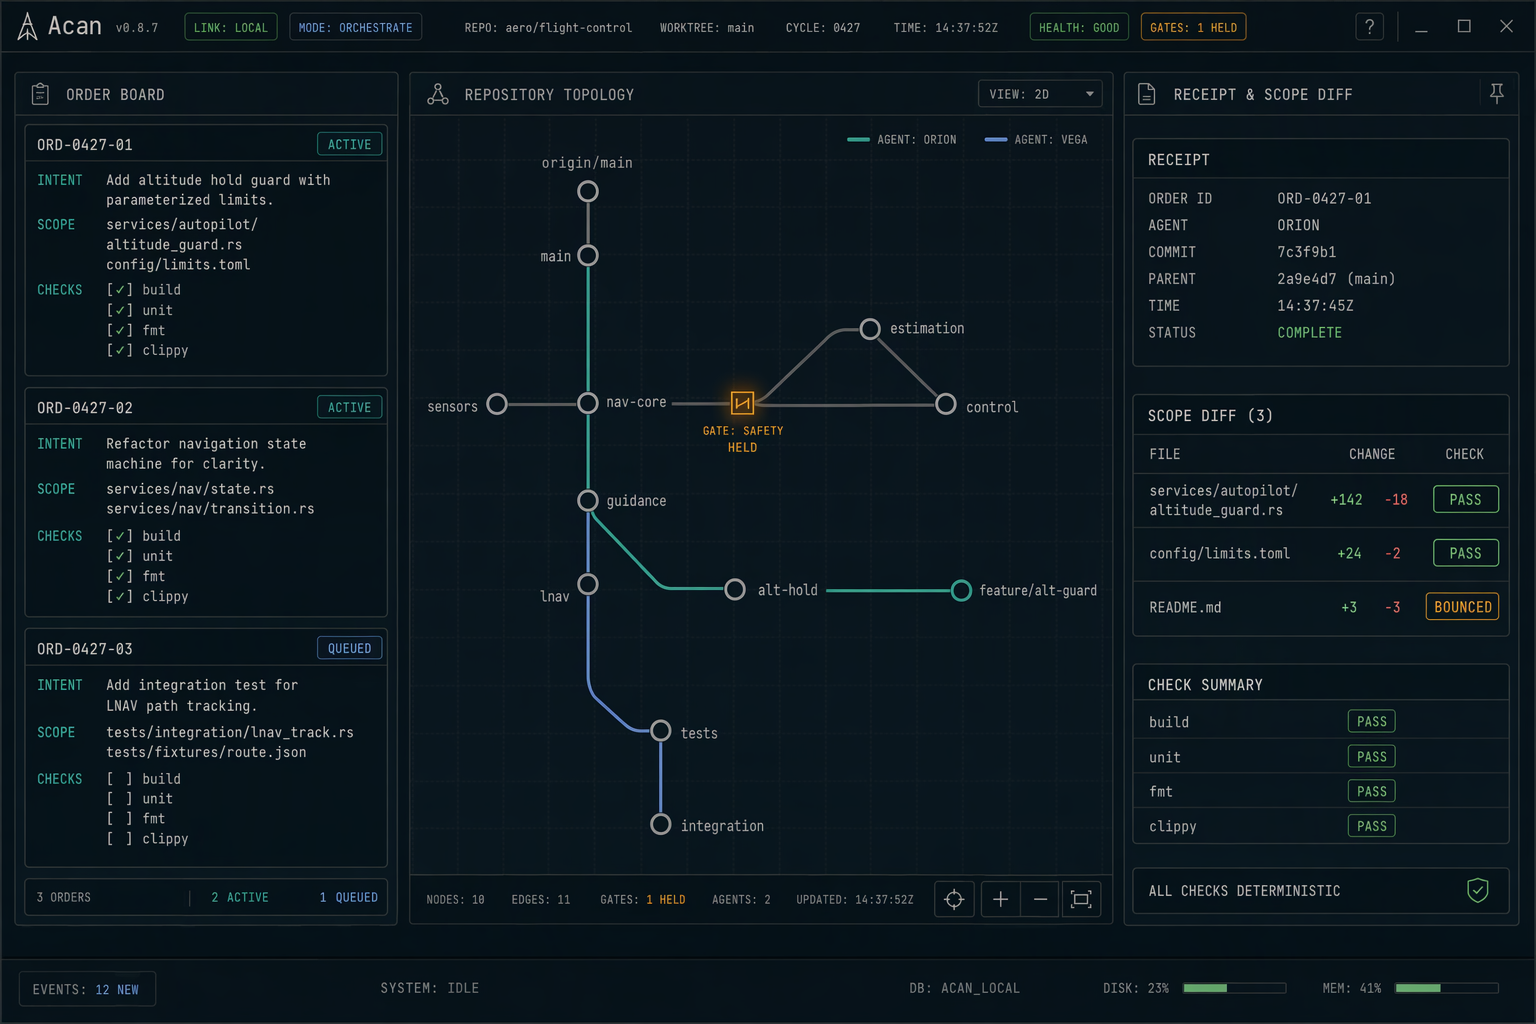 Acan v0.8.7 LINK: LOCAL MODE: ORCHESTRATE REPO: aero/flight-control WORKTREE: main CYCLE: 0427 TIME: 14:37:52Z HEALTH: GOOD GATES: 1 HELD ?
ORDER BOARD
ORD-0427-01 ACTIVE
INTENT Add altitude hold guard with
parameterized limits.
SCOPE services/autopilot/
altitude_guard.rs
config/limits.toml
CHECKS [✓] build
[✓] unit
[✓] fmt
[✓] clippy
ORD-0427-02 ACTIVE
INTENT Refactor navigation state
machine for clarity.
SCOPE services/nav/state.rs
services/nav/transition.rs
CHECKS [✓] build
[✓] unit
[✓] fmt
[✓] clippy
ORD-0427-03 QUEUED
INTENT Add integration test for
LNAV path tracking.
SCOPE tests/integration/lnav_track.rs
tests/fixtures/route.json
CHECKS [ ] build
[ ] unit
[ ] fmt
[ ] clippy
3 ORDERS 2 ACTIVE 1 QUEUED
REPOSITORY TOPOLOGY VIEW: 2D
AGENT: ORION AGENT: VEGA
origin/main
main
estimation
sensors nav-core control
GATE: SAFETY
HELD
guidance
lnav alt-hold feature/alt-guard
tests
integration
NODES: 10 EDGES: 11 GATES: 1 HELD AGENTS: 2 UPDATED: 14:37:52Z
RECEIPT & SCOPE DIFF
RECEIPT
ORDER ID ORD-0427-01
AGENT ORION
COMMIT 7c3f9b1
PARENT 2a9e4d7 (main)
TIME 14:37:45Z
STATUS COMPLETE
SCOPE DIFF (3)
FILE CHANGE CHECK
services/autopilot/
altitude_guard.rs +142 -18 PASS
config/limits.toml +24 -2 PASS
README.md +3 -3 BOUNCED
CHECK SUMMARY
build PASS
unit PASS
fmt PASS
clippy PASS
ALL CHECKS DETERMINISTIC
EVENTS: 12 NEW SYSTEM: IDLE DB: ACAN_LOCAL DISK: 23% MEM: 41%